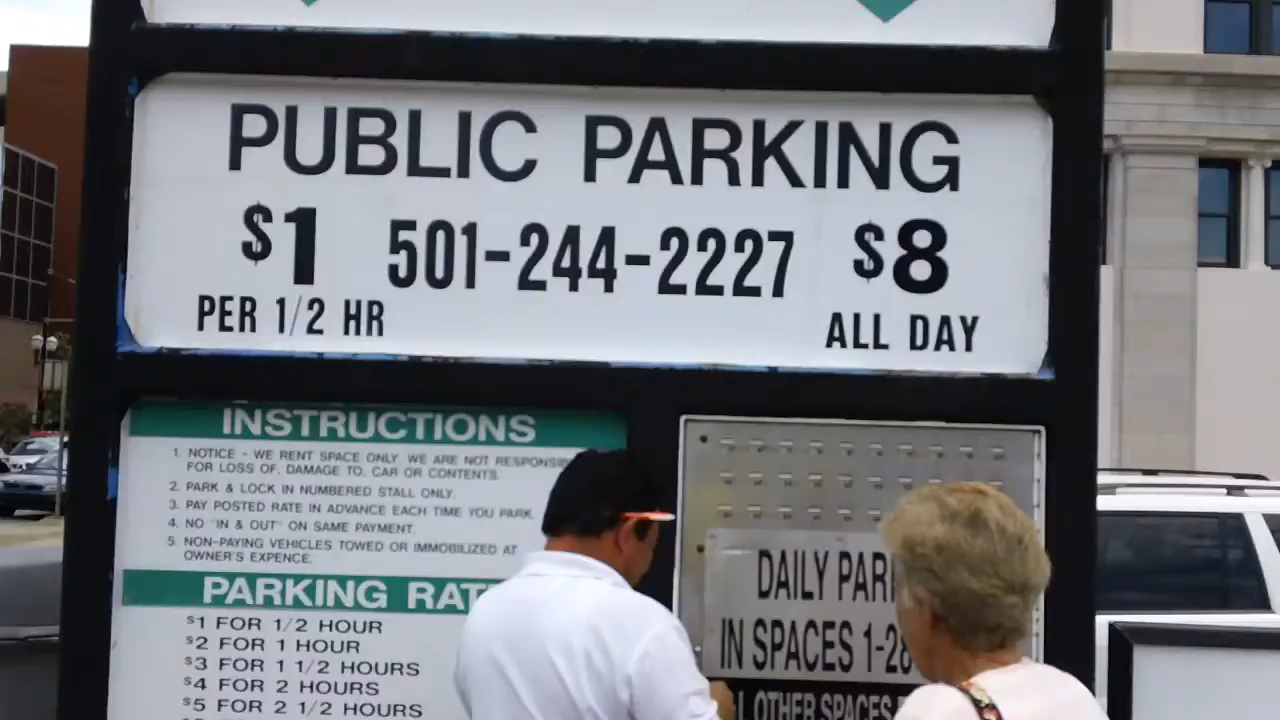 PUBLIC PARKING
$1 501-244-2227 $8
PER 1/2 HR ALL DAY
INSTRUCTIONS
1. NOTICE - WE RENT SPACE ONLY. WE ARE NOT
FOR LOSS OF, DAMAGE TO, CAR OR CONTENTS.
2. PARK & LOCK IN NUMBERED STALL ONLY.
3. PAY POSTED RATE IN ADVANCE EACH TIME YOU PARK.
4. NO "IN & OUT" ON SAME PAYMENT.
5. NON-PAYING VEHICLES TOWED OR IMMOBILIZED AT
OWNER'S EXPENCE.
PARKING
$1 FOR 1/2 HOUR
$2 FOR 1 HOUR
$3 FOR 1 1/2 HOURS
$4 FOR 2 HOURS
$5 FOR 2 1/2 HOURS
DAILY
IN SPACES 1-28
OTHER SPACES